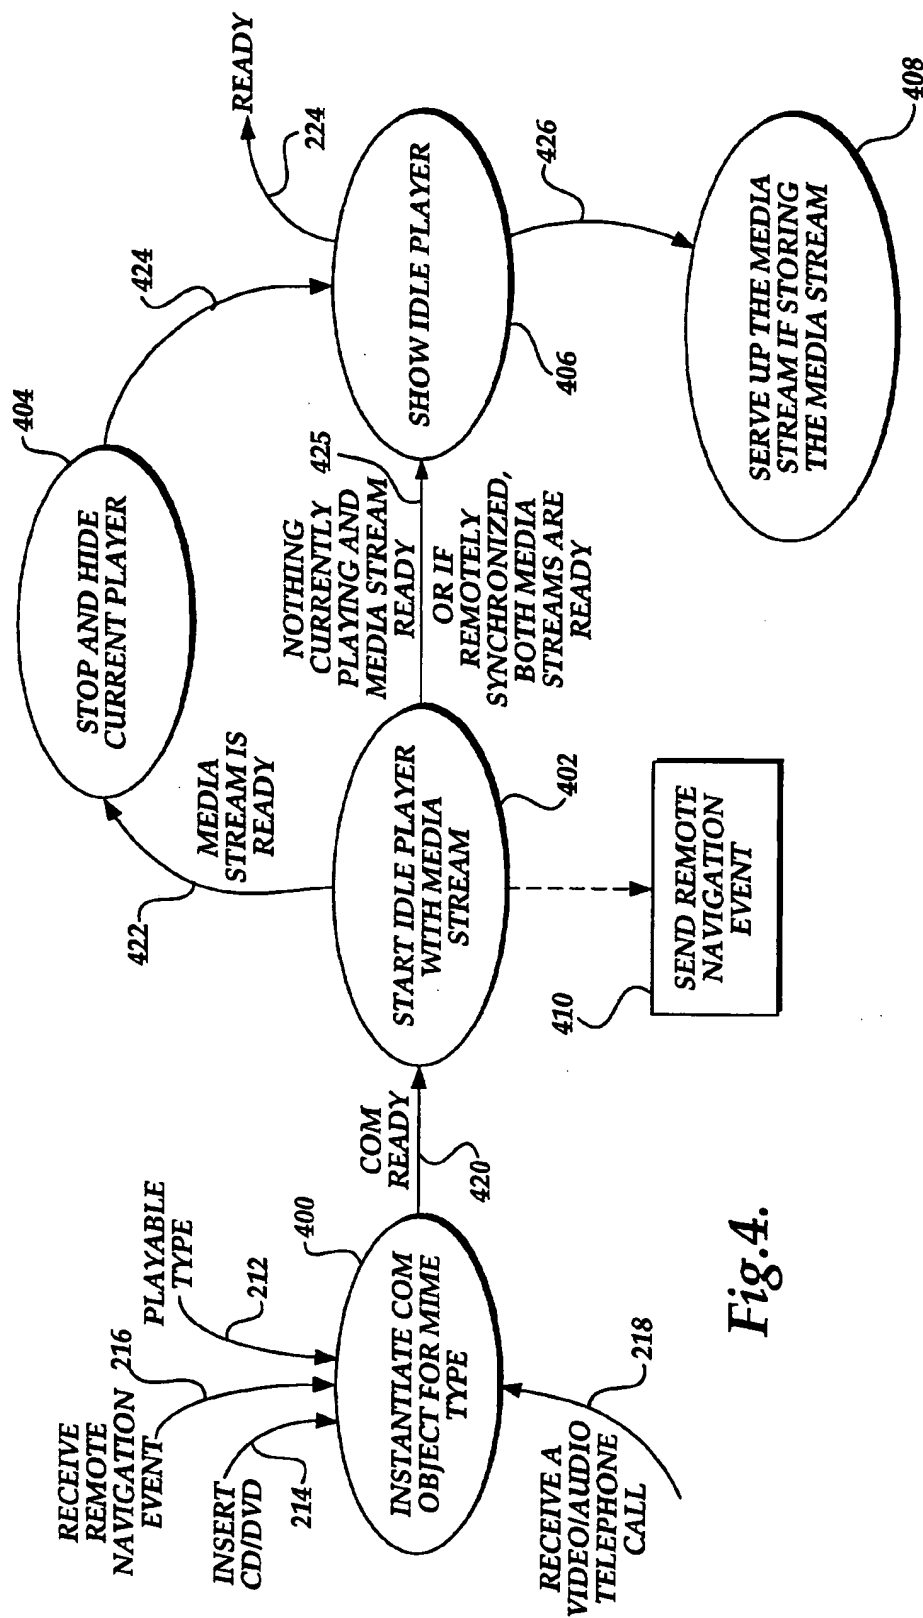 RECEIVE
REMOTE
NAVIGATION
EVENT
216
PLAYABLE
TYPE
212
INSERT
CD/DVD
214
400
INSTANTIATE COM
OBJECT FOR MIME
TYPE
RECEIVE A
VIDEO/AUDIO
TELEPHONE
CALL
218
COM
READY
420
START IDLE PLAYER
WITH MEDIA
STREAM
402
410
SEND REMOTE
NAVIGATION
EVENT
422
MEDIA
STREAM IS
READY
STOP AND HIDE
CURRENT PLAYER
404
424
NOTHING
CURRENTLY
PLAYING AND
MEDIA STREAM
READY
425
OR IF
REMOTELY
SYNCHRONIZED,
BOTH MEDIA
STREAMS ARE
READY
SHOW IDLE PLAYER
406
READY
224
426
SERVE UP THE MEDIA
STREAM IF STORING
THE MEDIA STREAM
408
Fig.4.